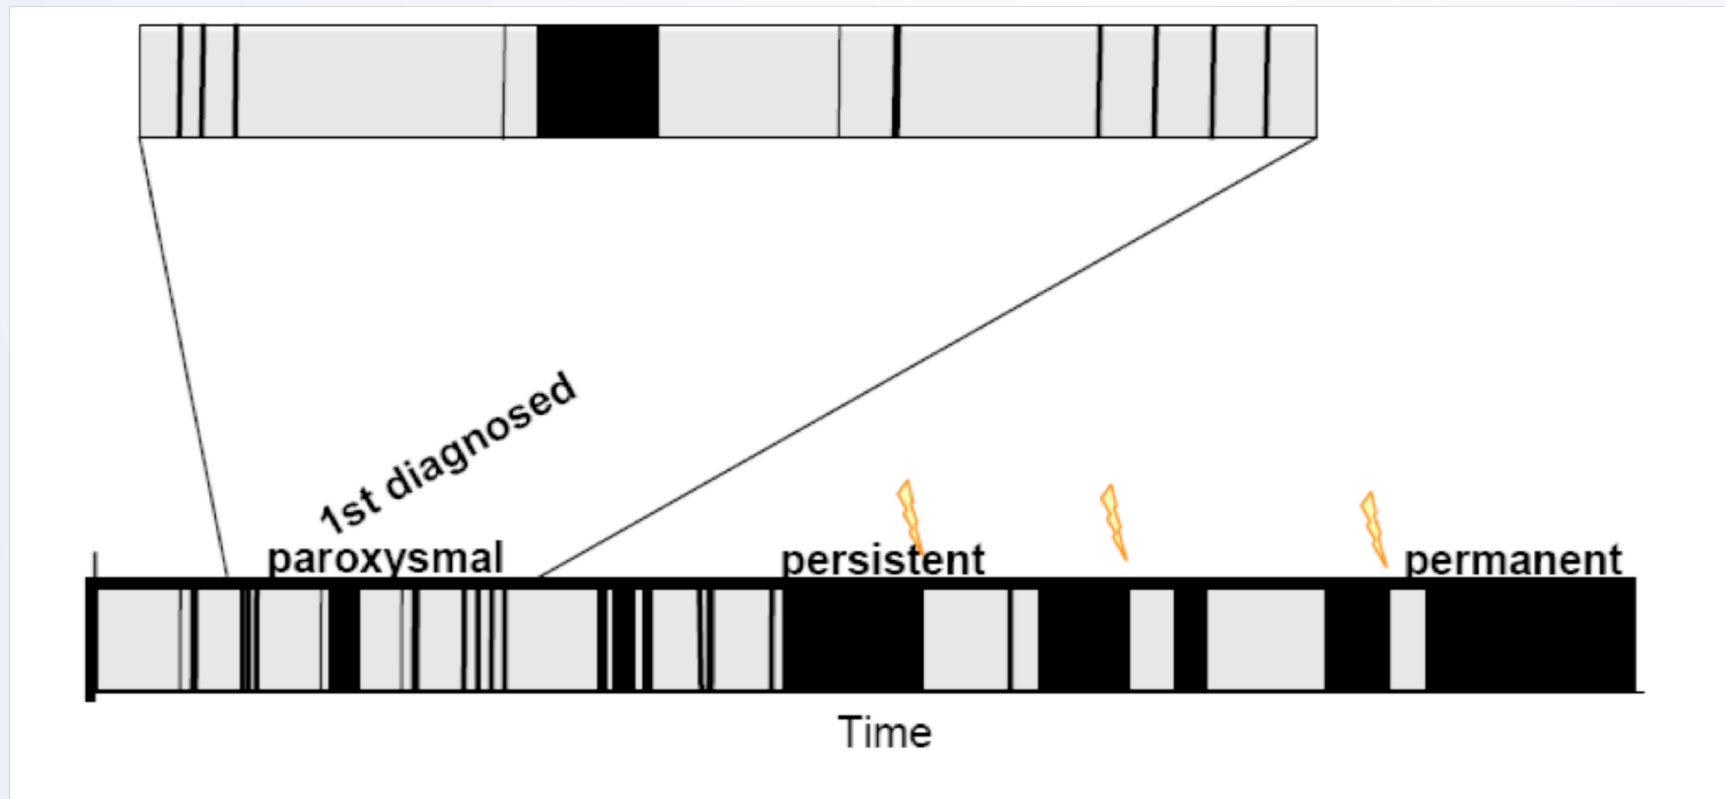 1st diagnosed
paroxysmal
persistent
permanent
Time